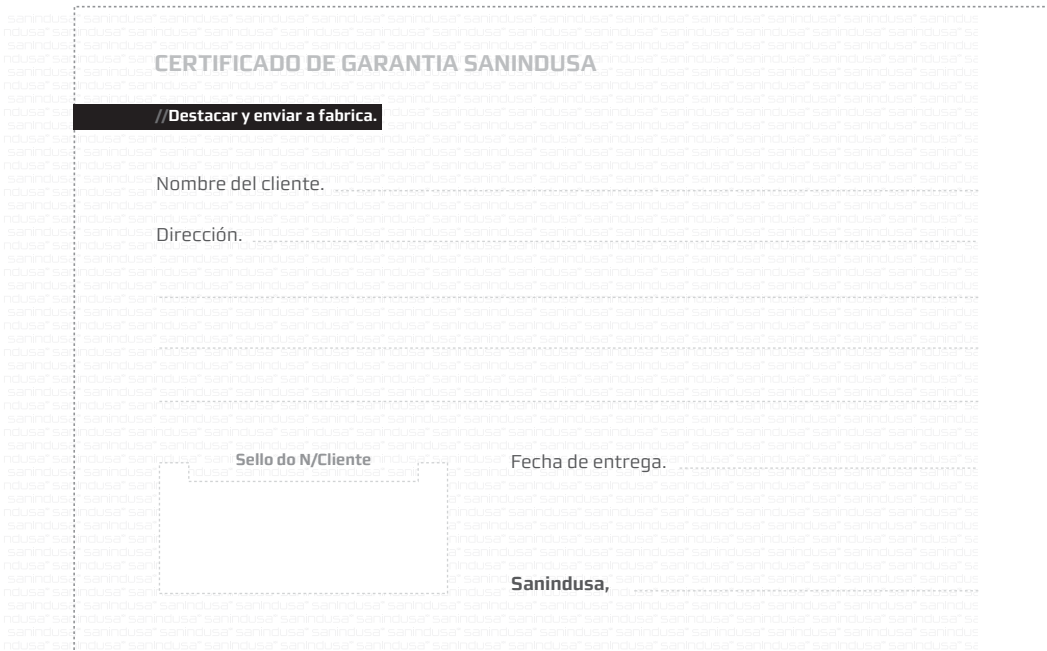 CERTIFICADO DE GARANTIA SANINDUSA
//Destacar y enviar a fabrica.
Nombre del cliente.
Dirección.
Sello do N/Cliente
Fecha de entrega.
Sanindusa,